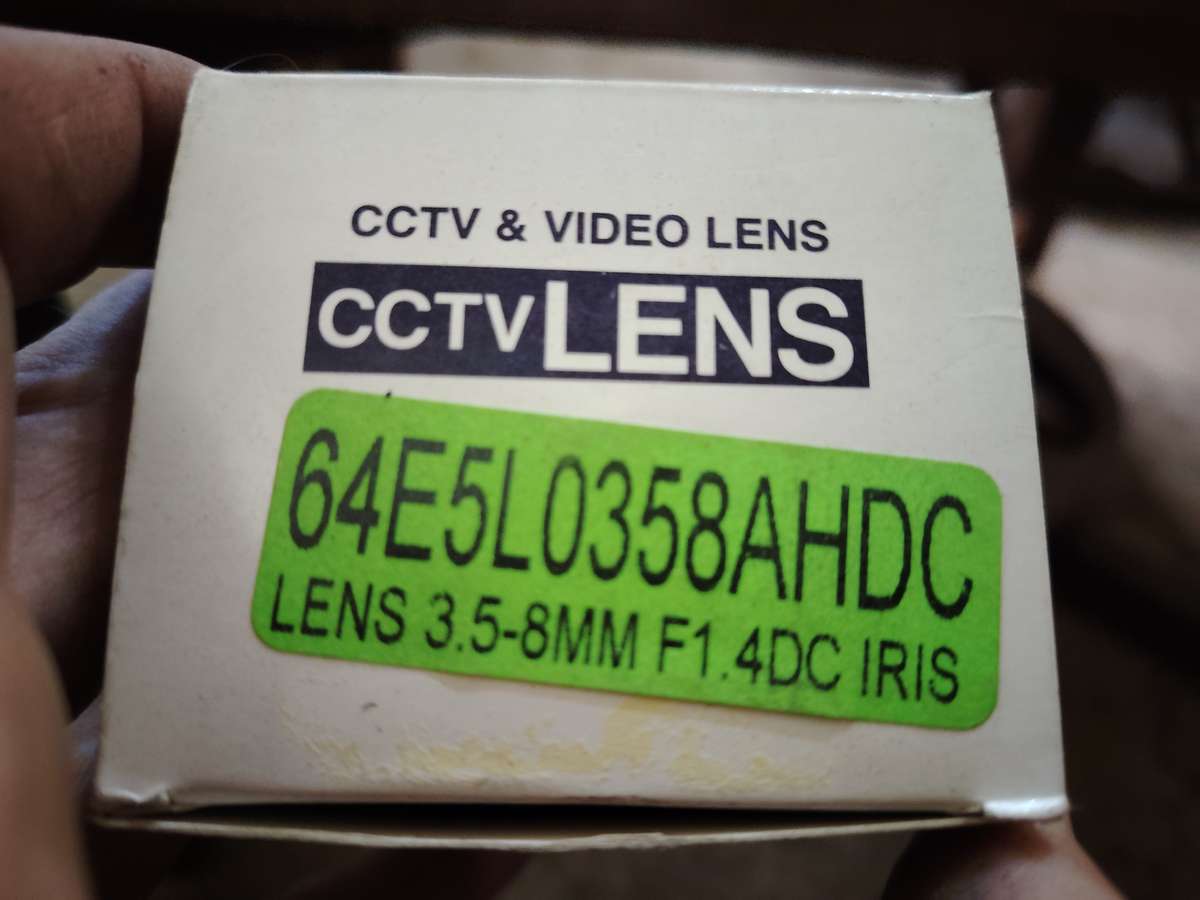 CCTV & VIDEO LENS
CCTV LENS
64E5L0358AHDC
LENS 3.5-8MM F1.4DC IRIS